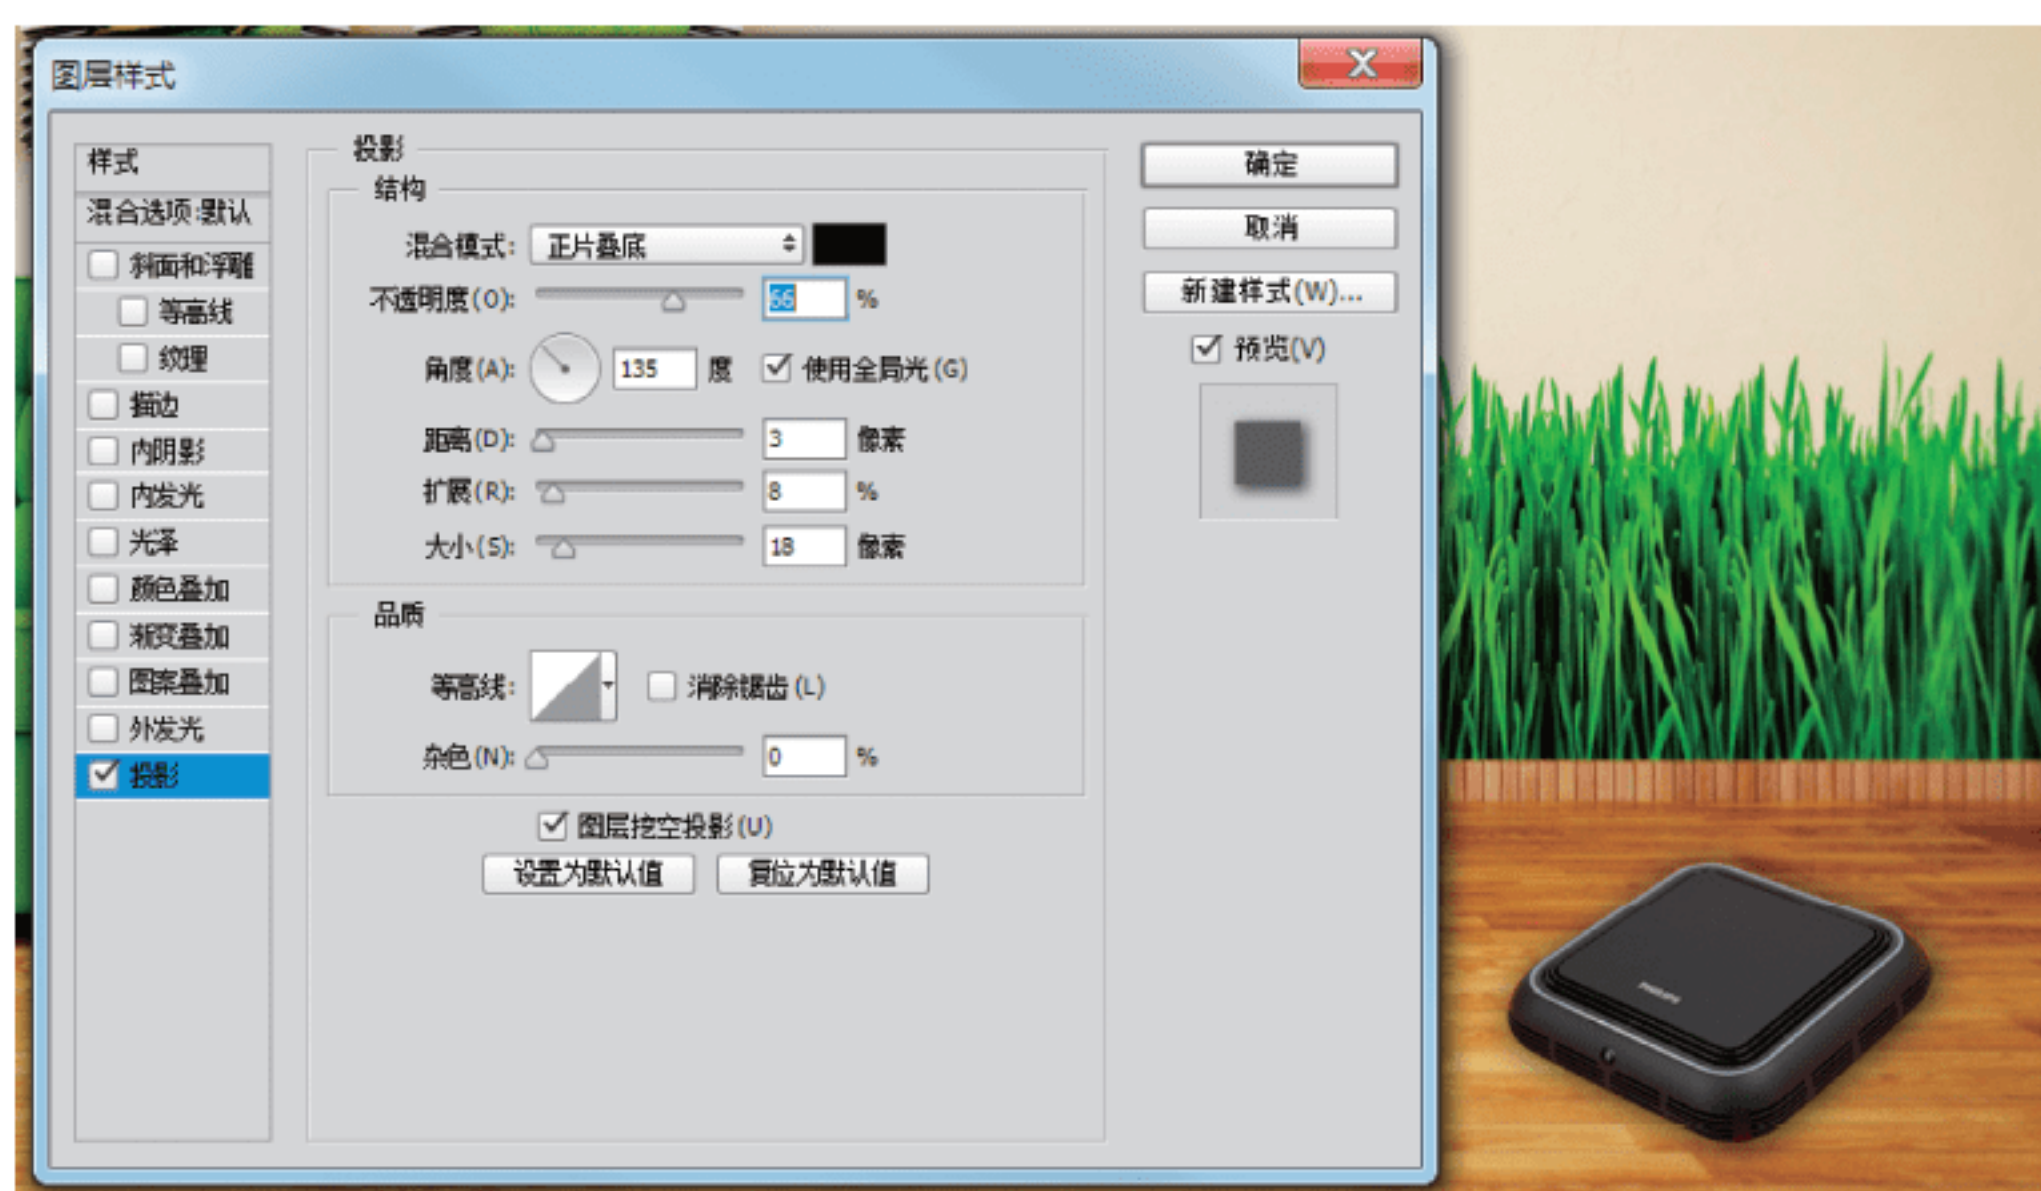 图层样式
样式
混合选项:默认
斜面和浮雕
等高线
纹理
描边
内阴影
内发光
光泽
颜色叠加
渐变叠加
图案叠加
外发光
投影
投影
结构
混合模式: 正片叠底
不透明度(O): 66 %
角度(A): 135 度 使用全局光(G)
距离(D): 3 像素
扩展(R): 8 %
大小(S): 18 像素
品质
等高线: 消除锯齿(L)
杂色(N): 0 %
图层挖空投影(U)
设置为默认值 复位为默认值
确定
取消
新建样式(W)...
预览(V)
PHILIPS